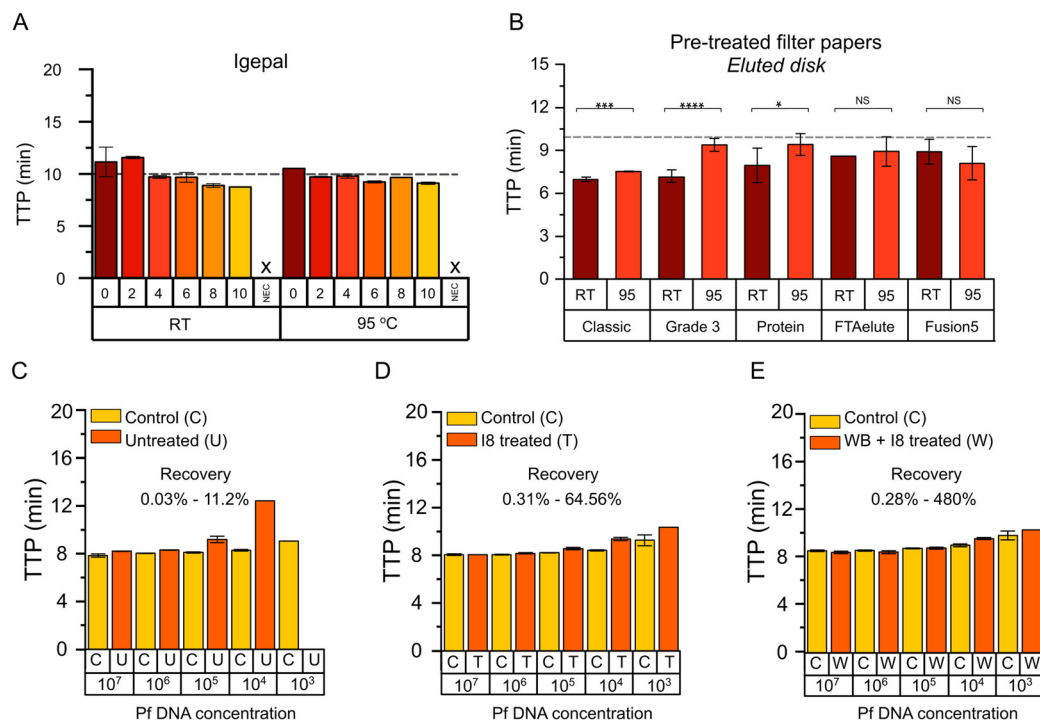 A
Igepal
TTP (min)
20
15
10
5
0
X
X
0 2 4 6 8 10 NEC 0 2 4 6 8 10 NEC
RT 95 °C
B
Pre-treated filter papers
Eluted disk
TTP (min)
15
12
9
6
3
0
*** **** * NS NS
RT 95 RT 95 RT 95 RT 95 RT 95
Classic Grade 3 Protein FTAelute Fusion5
C
TTP (min)
20
16
12
8
4
0
Control (C)
Untreated (U)
Recovery
0.03% - 11.2%
C U C U C U C U C U
10⁷ 10⁶ 10⁵ 10⁴ 10³
Pf DNA concentration
D
TTP (min)
20
16
12
8
4
0
Control (C)
I8 treated (T)
Recovery
0.31% - 64.56%
C T C T C T C T C T
10⁷ 10⁶ 10⁵ 10⁴ 10³
Pf DNA concentration
E
TTP (min)
20
16
12
8
4
0
Control (C)
WB + I8 treated (W)
Recovery
0.28% - 480%
C W C W C W C W C W
10⁷ 10⁶ 10⁵ 10⁴ 10³
Pf DNA concentration